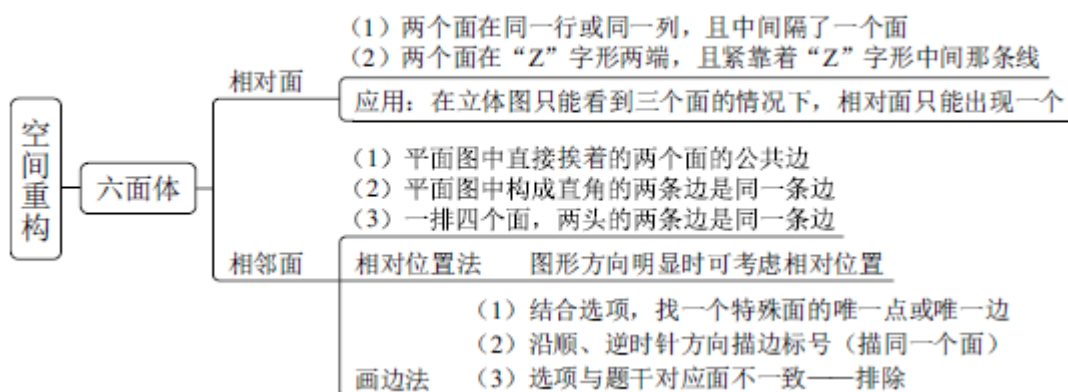 空间重构
六面体
相对面
（1）两个面在同一行或同一列，且中间隔了一个面
（2）两个面在“Z”字形两端，且紧靠着“Z”字形中间那条线
应用：在立体图只能看到三个面的情况下，相对面只能出现一个
相邻面
（1）平面图中直接挨着的两个面的公共边
（2）平面图中构成直角的两条边是同一条边
（3）一排四个面，两头的两条边是同一条边
相对位置法 图形方向明显时可考虑相对位置
画边法
（1）结合选项，找一个特殊面的唯一点或唯一边
（2）沿顺、逆时针方向描边标号（描同一个面）
（3）选项与题干对应面不一致——排除